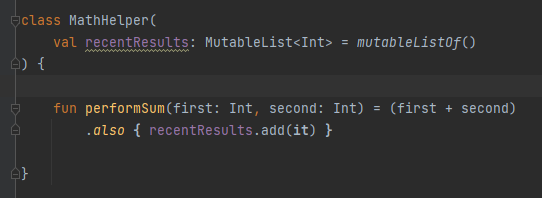 class MathHelper(
    val recentResults: MutableList<Int> = mutableListOf()
) {
    fun performSum(first: Int, second: Int) = (first + second)
        .also { recentResults.add(it) }
}